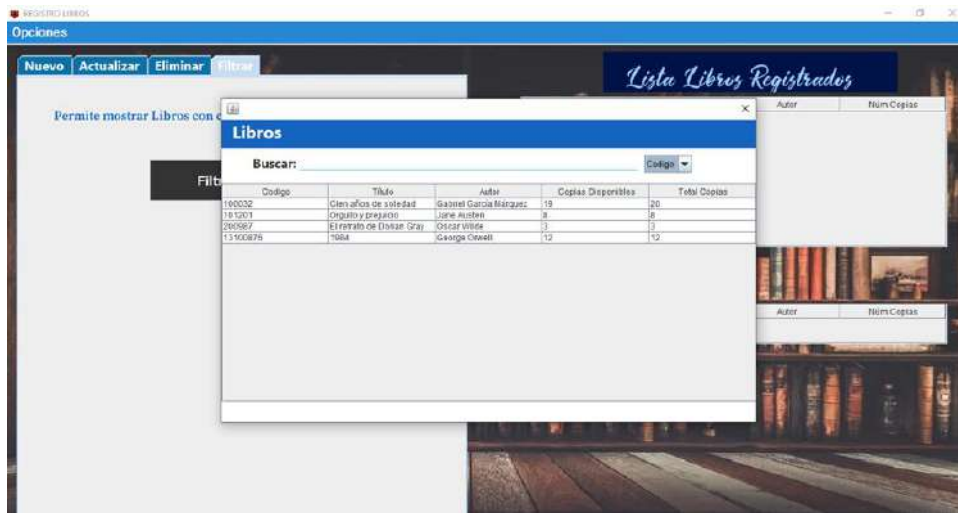 REGISTRO LIBROS
Opciones
Nuevo Actualizar Eliminar Filtrar
Lista Libros Registrados
Permite mostrar Libros con
Autor Núm Copias
Libros
Buscar: Codigo
Filt
Codigo Título Autor Copias Disponibles Total Copias
100032 Cien años de soledad Gabriel García Márquez 19 20
101201 Orgullo y prejuicio Jane Austen 8 8
200987 El retrato de Dorian Gray Oscar Wilde 3 3
13100876 1984 George Orwell 12 12
Autor Núm Copias